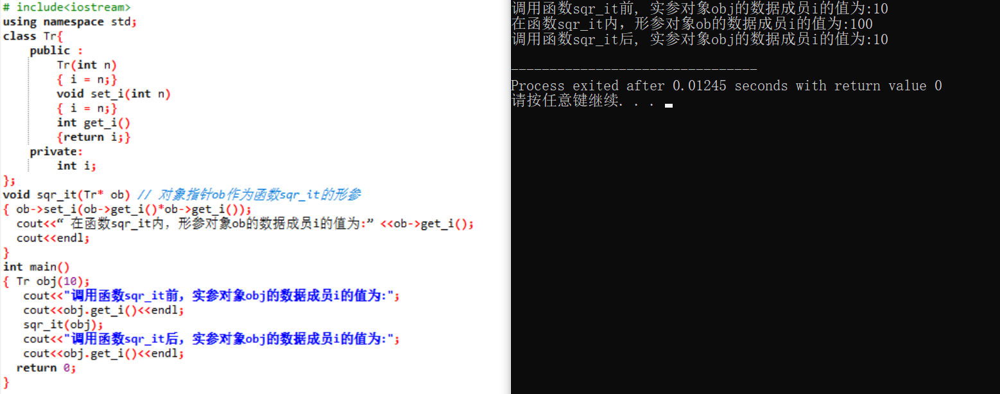 # include<iostream>
using namespace std;
class Tr{
public :
Tr(int n)
{ i = n;}
void set_i(int n)
{ i = n;}
int get_i()
{return i;}
private:
int i;
};
void sqr_it(Tr* ob) // 对象指针ob作为函数sqr_it的形参
{ ob->set_i(ob->get_i()*ob->get_i());
cout<<“ 在函数sqr_it内，形参对象ob的数据成员i的值为:” <<ob->get_i();
cout<<endl;
}
int main()
{ Tr obj(10);
cout<<"调用函数sqr_it前，实参对象obj的数据成员i的值为:";
cout<<obj.get_i()<<endl;
sqr_it(obj);
cout<<"调用函数sqr_it后，实参对象obj的数据成员i的值为:";
cout<<obj.get_i()<<endl;
return 0;
}
调用函数sqr_it前, 实参对象obj的数据成员i的值为:10
在函数sqr_it内，形参对象ob的数据成员i的值为:100
调用函数sqr_it后, 实参对象obj的数据成员i的值为:10
--------------------------------
Process exited after 0.01245 seconds with return value 0
请按任意键继续. . .